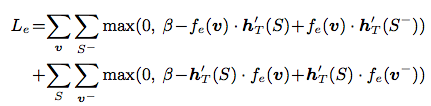 L_e = ∑_v ∑_{S^-} max(0, β − f_e(v) · h'_T(S) + f_e(v) · h'_T(S^-))
+ ∑_S ∑_{v^-} max(0, β − h'_T(S) · f_e(v) + h'_T(S) · f_e(v^-))